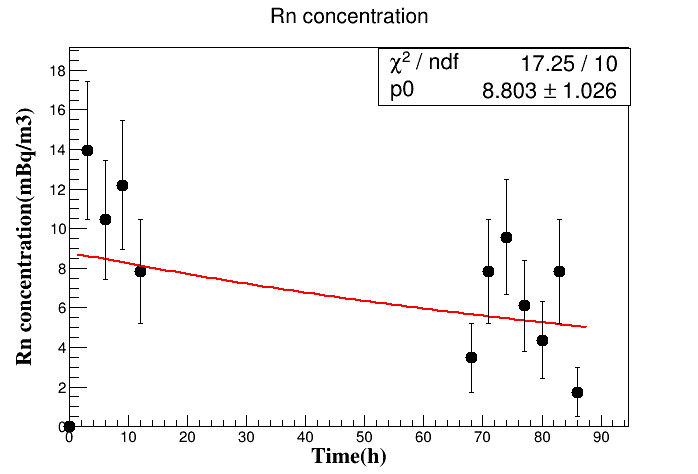 Rn concentration
χ² / ndf 17.25 / 10
p0 8.803 ± 1.026
Rn concentration(mBq/m3)
18
16
14
12
10
8
6
4
2
0
0 10 20 30 40 50 60 70 80 90
Time(h)